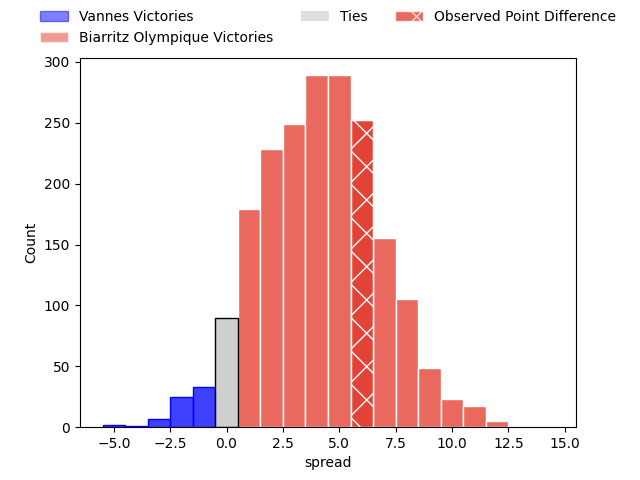 Vannes Victories
Biarritz Olympique Victories
Ties
Observed Point Difference
300
250
200
150
100
50
0
Count
−5.0 −2.5 0.0 2.5 5.0 7.5 10.0 12.5 15.0
spread